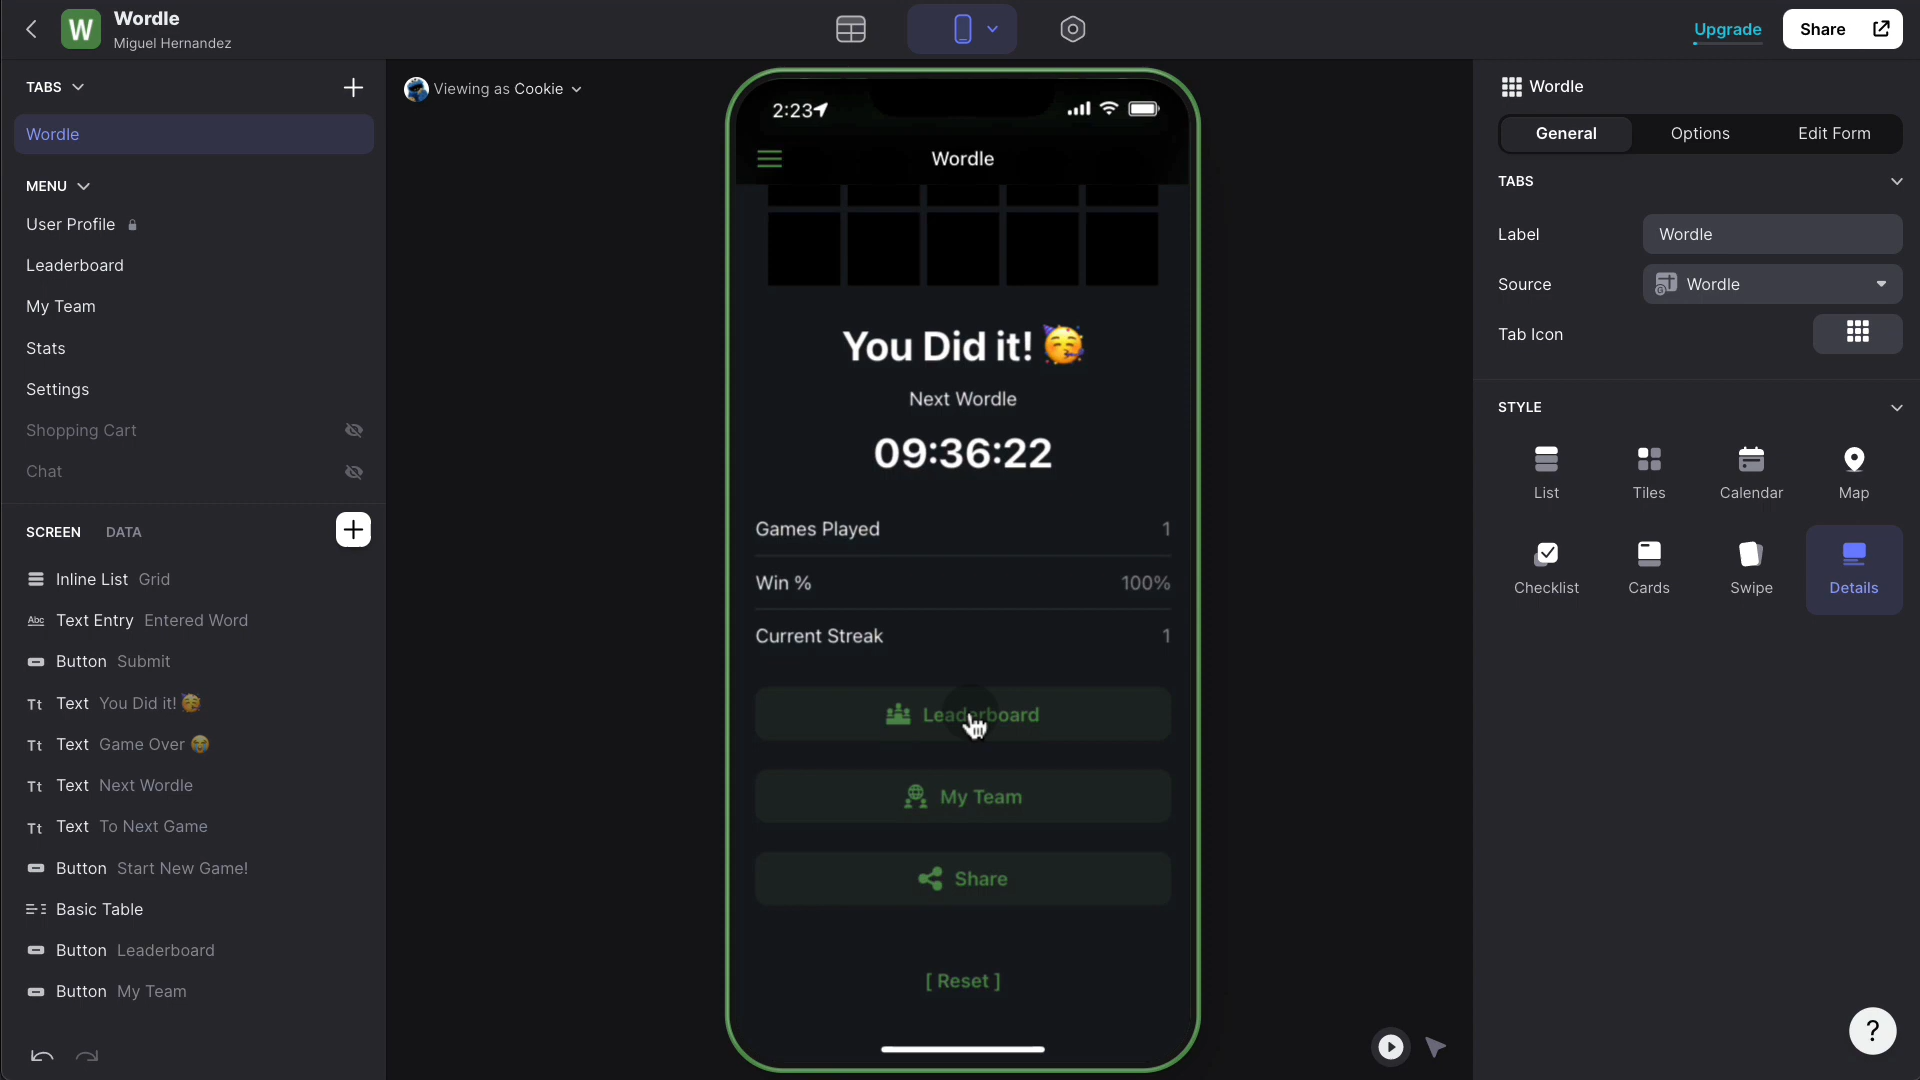 W
Wordle
Miguel Hernandez
Upgrade
Share
TABS
Wordle
MENU
User Profile
Leaderboard
My Team
Stats
Settings
Shopping Cart
Chat
SCREEN DATA
Inline List Grid
Abc Text Entry Entered Word
Button Submit
Tt Text You Did it! 🥳
Tt Text Game Over 😭
Tt Text Next Wordle
Tt Text To Next Game
Button Start New Game!
Basic Table
Button Leaderboard
Button My Team
Viewing as Cookie
2:23
Wordle
You Did it! 🥳
Next Wordle
09:36:22
Games Played 1
Win % 100%
Current Streak 1
Leaderboard
My Team
Share
[ Reset ]
Wordle
General Options Edit Form
TABS
Label Wordle
Source Wordle
Tab Icon
STYLE
List Tiles Calendar Map
Checklist Cards Swipe Details
?